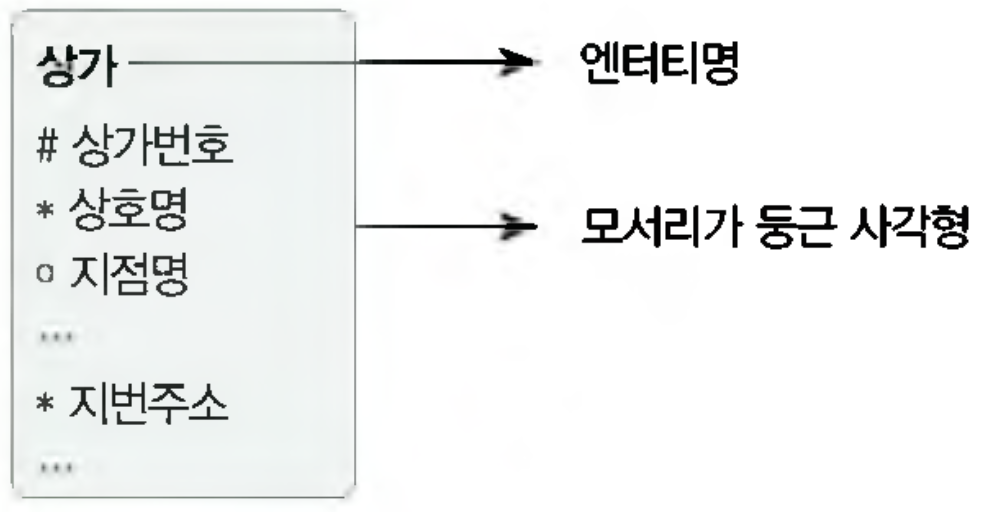 상가
엔터티명
# 상가번호
* 상호명
모서리가 둥근 사각형
o 지점명
...
* 지번주소
...